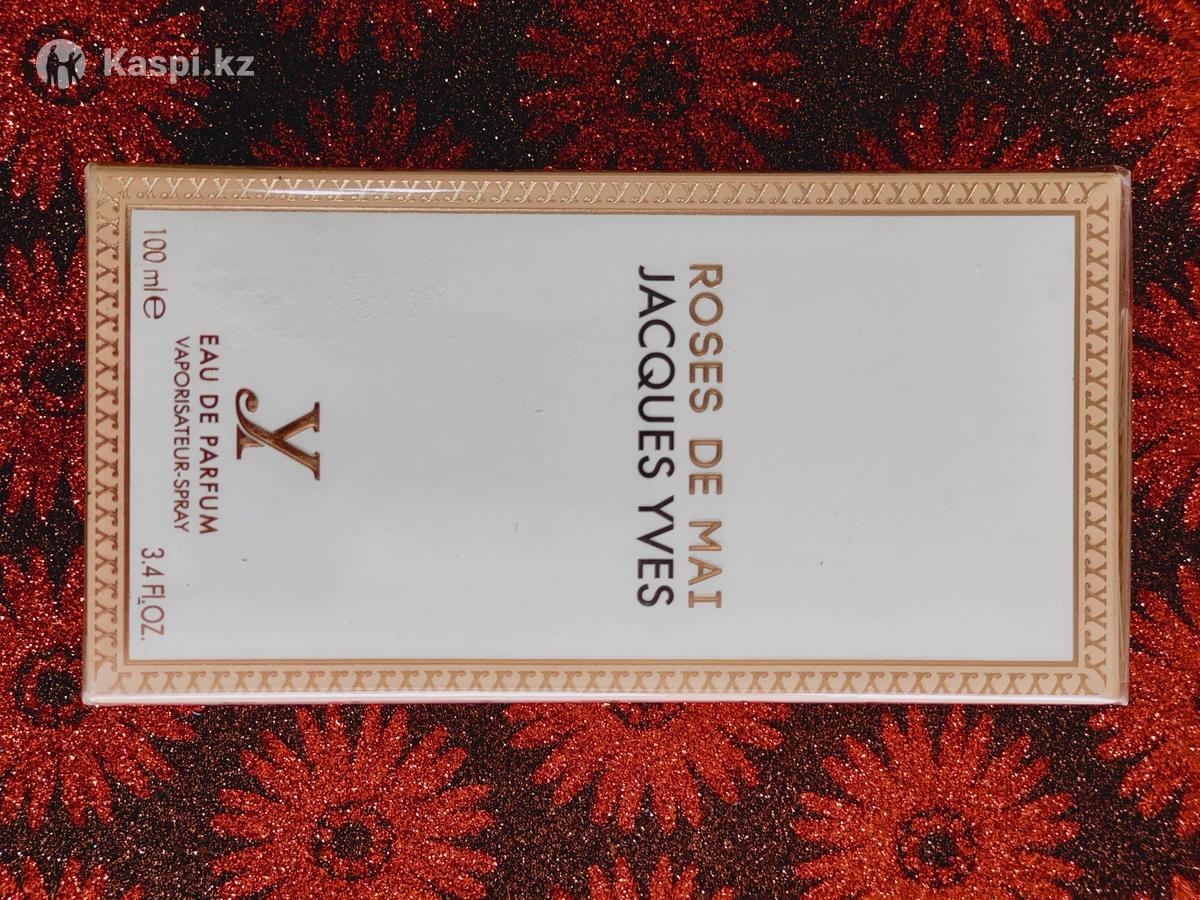 Kaspi.kz
ROSES DE MAI
JACQUES YVES
EAU DE PARFUM
VAPORISATEUR-SPRAY
100 ml e 3.4 FL.OZ.